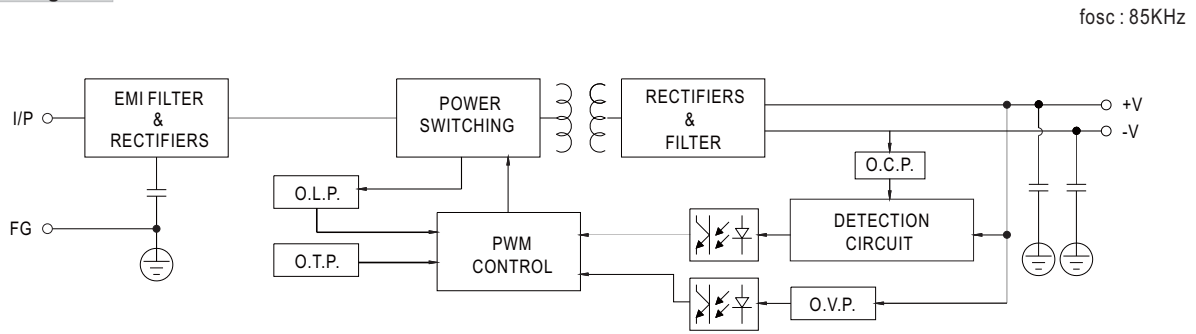 fosc : 85KHz
I/P
EMI FILTER
&
RECTIFIERS
POWER
SWITCHING
RECTIFIERS
&
FILTER
+V
-V
O.C.P.
O.L.P.
FG
DETECTION
CIRCUIT
PWM
CONTROL
O.T.P.
O.V.P.